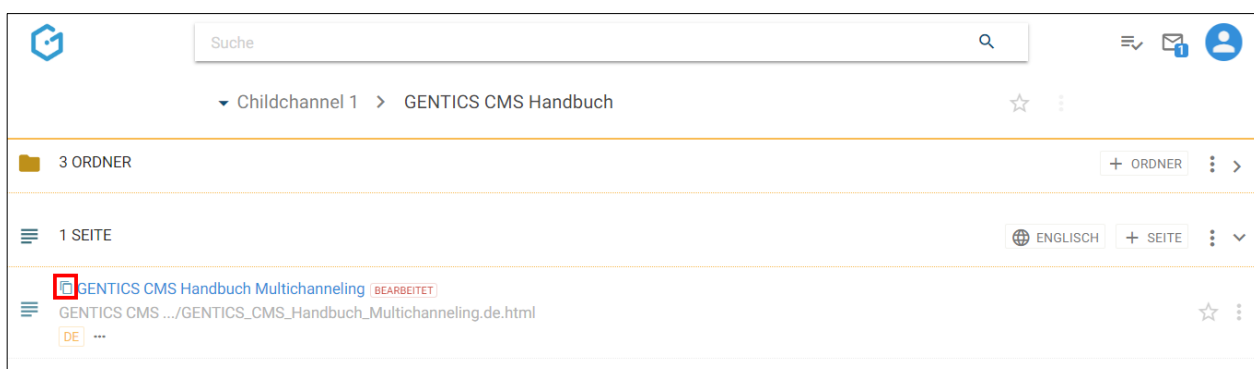 Suche
1
Childchannel 1 > GENTICS CMS Handbuch
3 ORDNER
+ ORDNER
1 SEITE
ENGLISCH
+ SEITE
GENTICS CMS Handbuch Multichanneling BEARBEITET
GENTICS CMS .../GENTICS_CMS_Handbuch_Multichanneling.de.html
DE ...